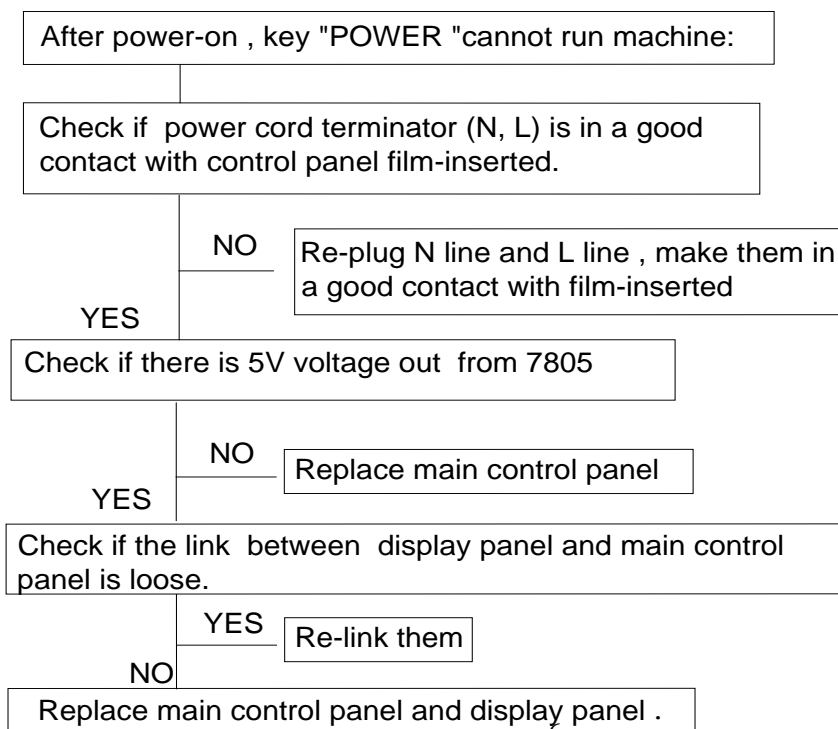 After power-on , key "POWER "cannot run machine:
Check if power cord terminator (N, L) is in a good
contact with control panel film-inserted.
NO
Re-plug N line and L line , make them in
a good contact with film-inserted
YES
Check if there is 5V voltage out from 7805
NO
Replace main control panel
YES
Check if the link between display panel and main control
panel is loose.
YES
Re-link them
NO
Replace main control panel and display panel .